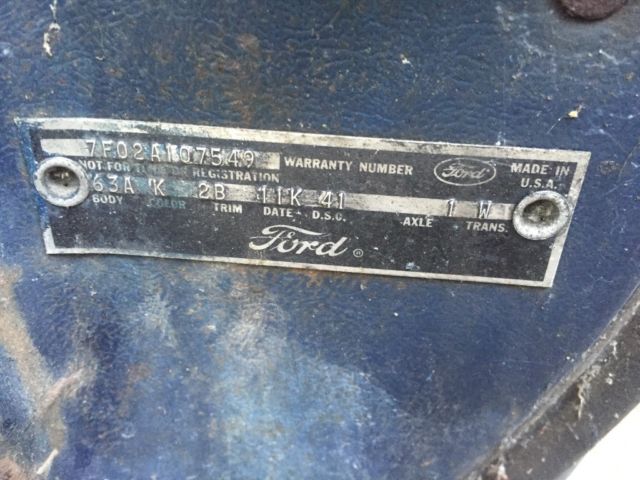 7F02A107549 WARRANTY NUMBER Ford MADE IN U.S.A.
NOT FOR REGISTRATION
63A K 2B 11K 41 1 W
BODY COLOR TRIM DATE D.S.O. AXLE TRANS.
Ford ®